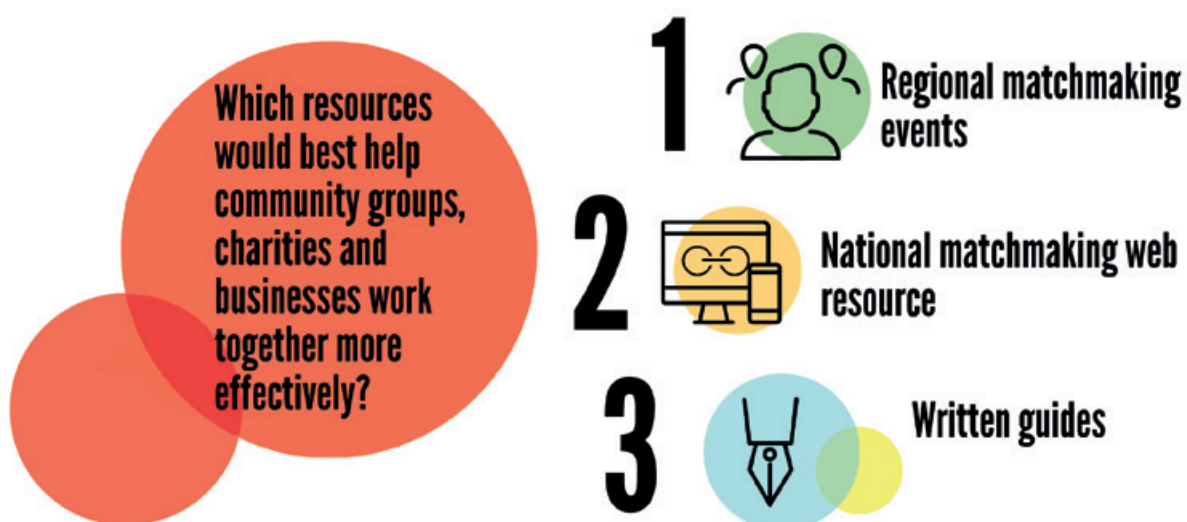 Which resources
would best help
community groups,
charities and
businesses work
together more
effectively?
1
Regional matchmaking
events
2
National matchmaking web
resource
3
Written guides